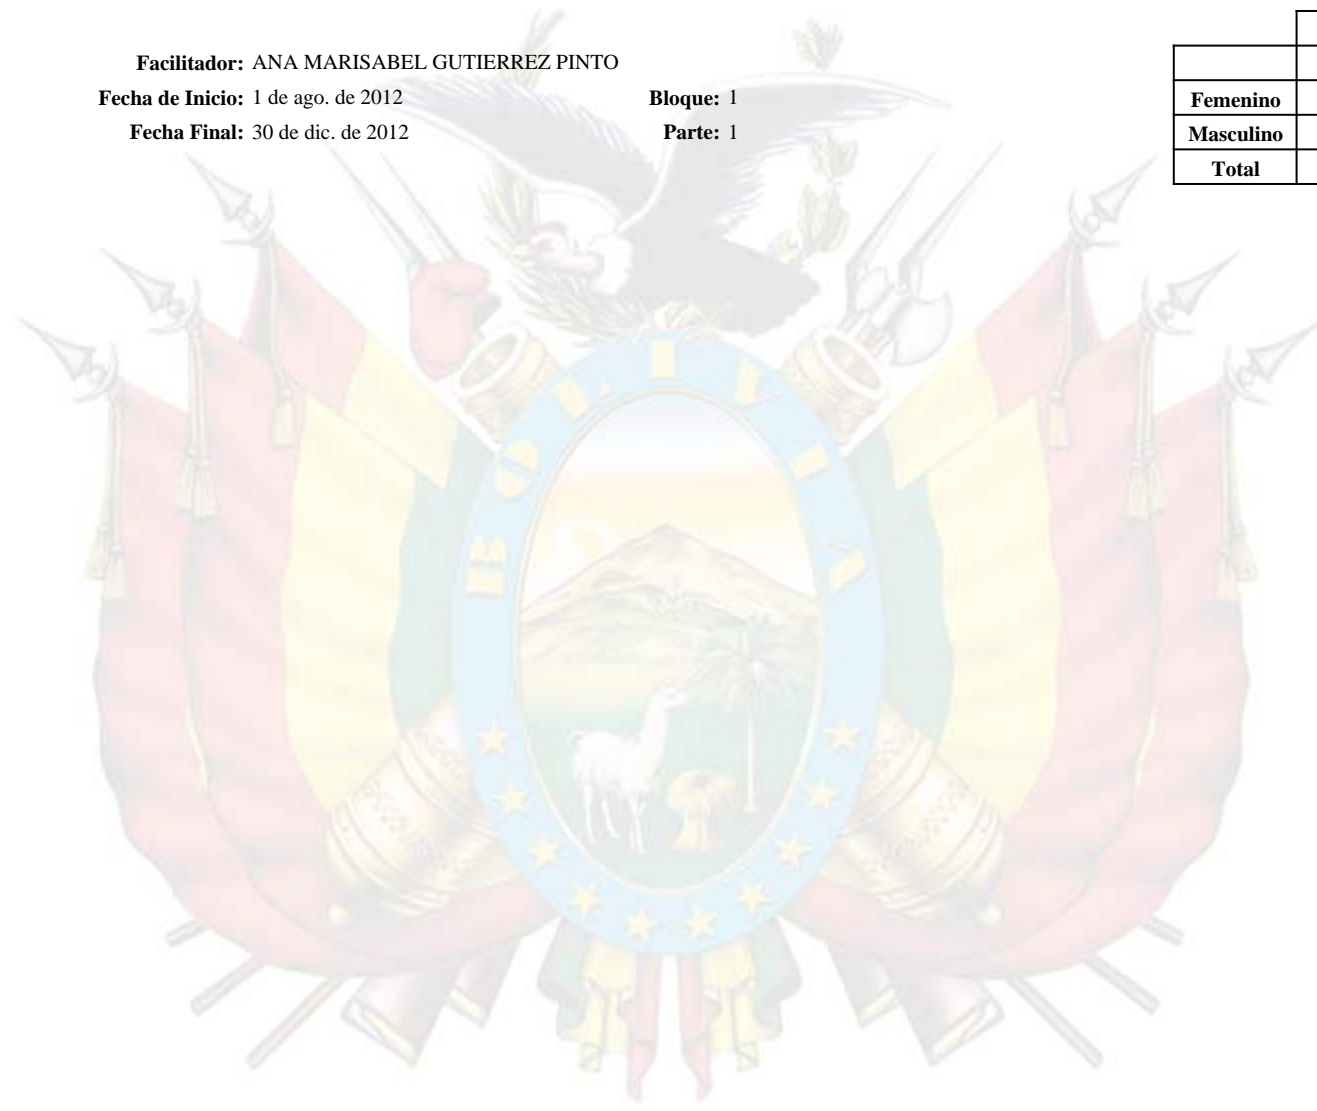 Facilitador: ANA MARISABEL GUTIERREZ PINTO
Fecha de Inicio: 1 de ago. de 2012 Bloque: 1
Fecha Final: 30 de dic. de 2012 Parte: 1
Femenino
Masculino
Total
BOLIVIA